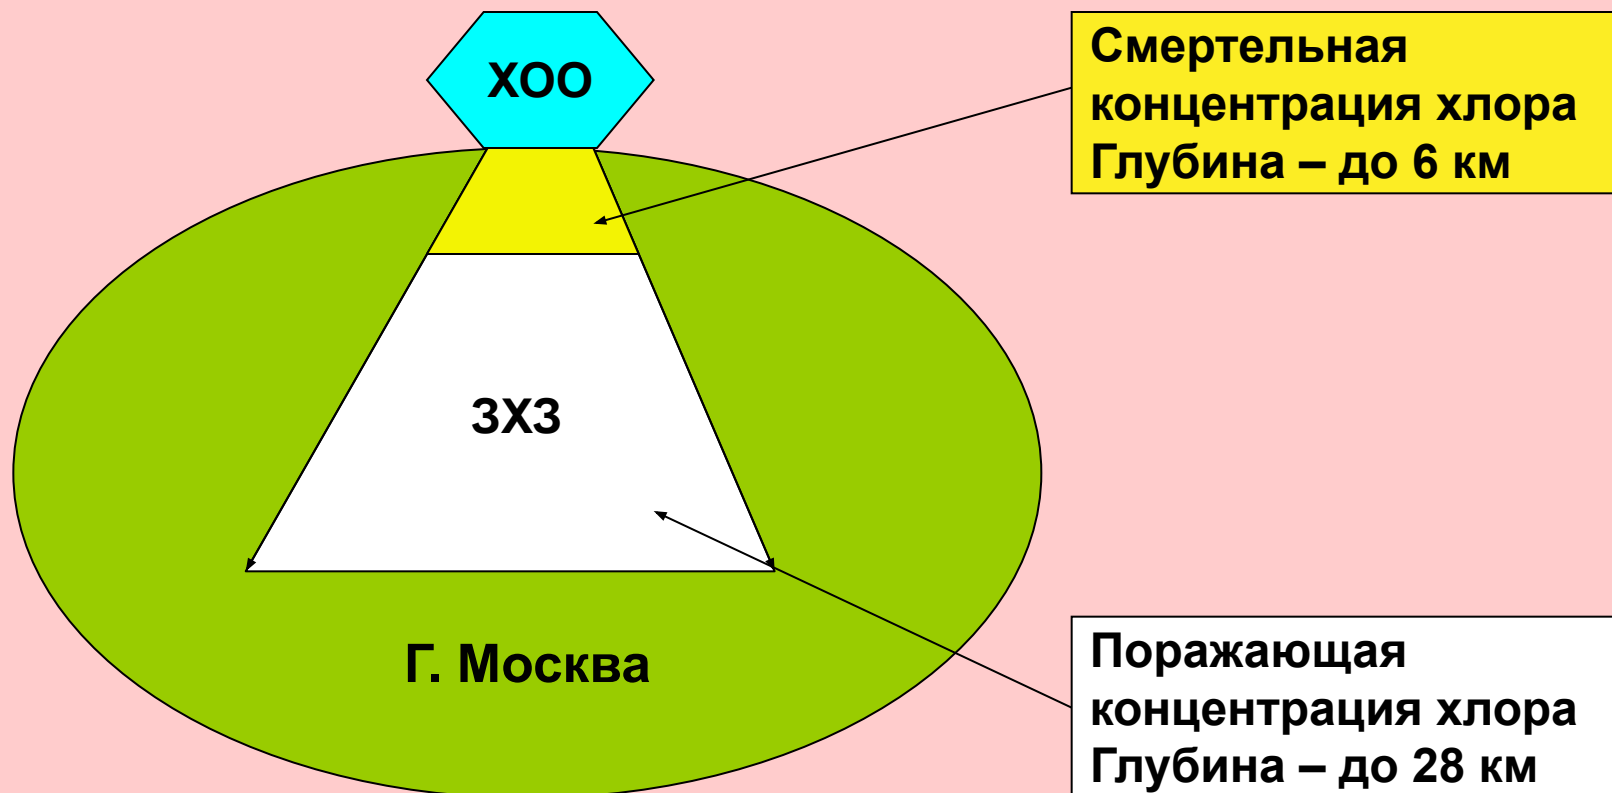 ХОО
Смертельная
концентрация хлора
Глубина – до 6 км
ЗХЗ
Г. Москва
Поражающая
концентрация хлора
Глубина – до 28 км